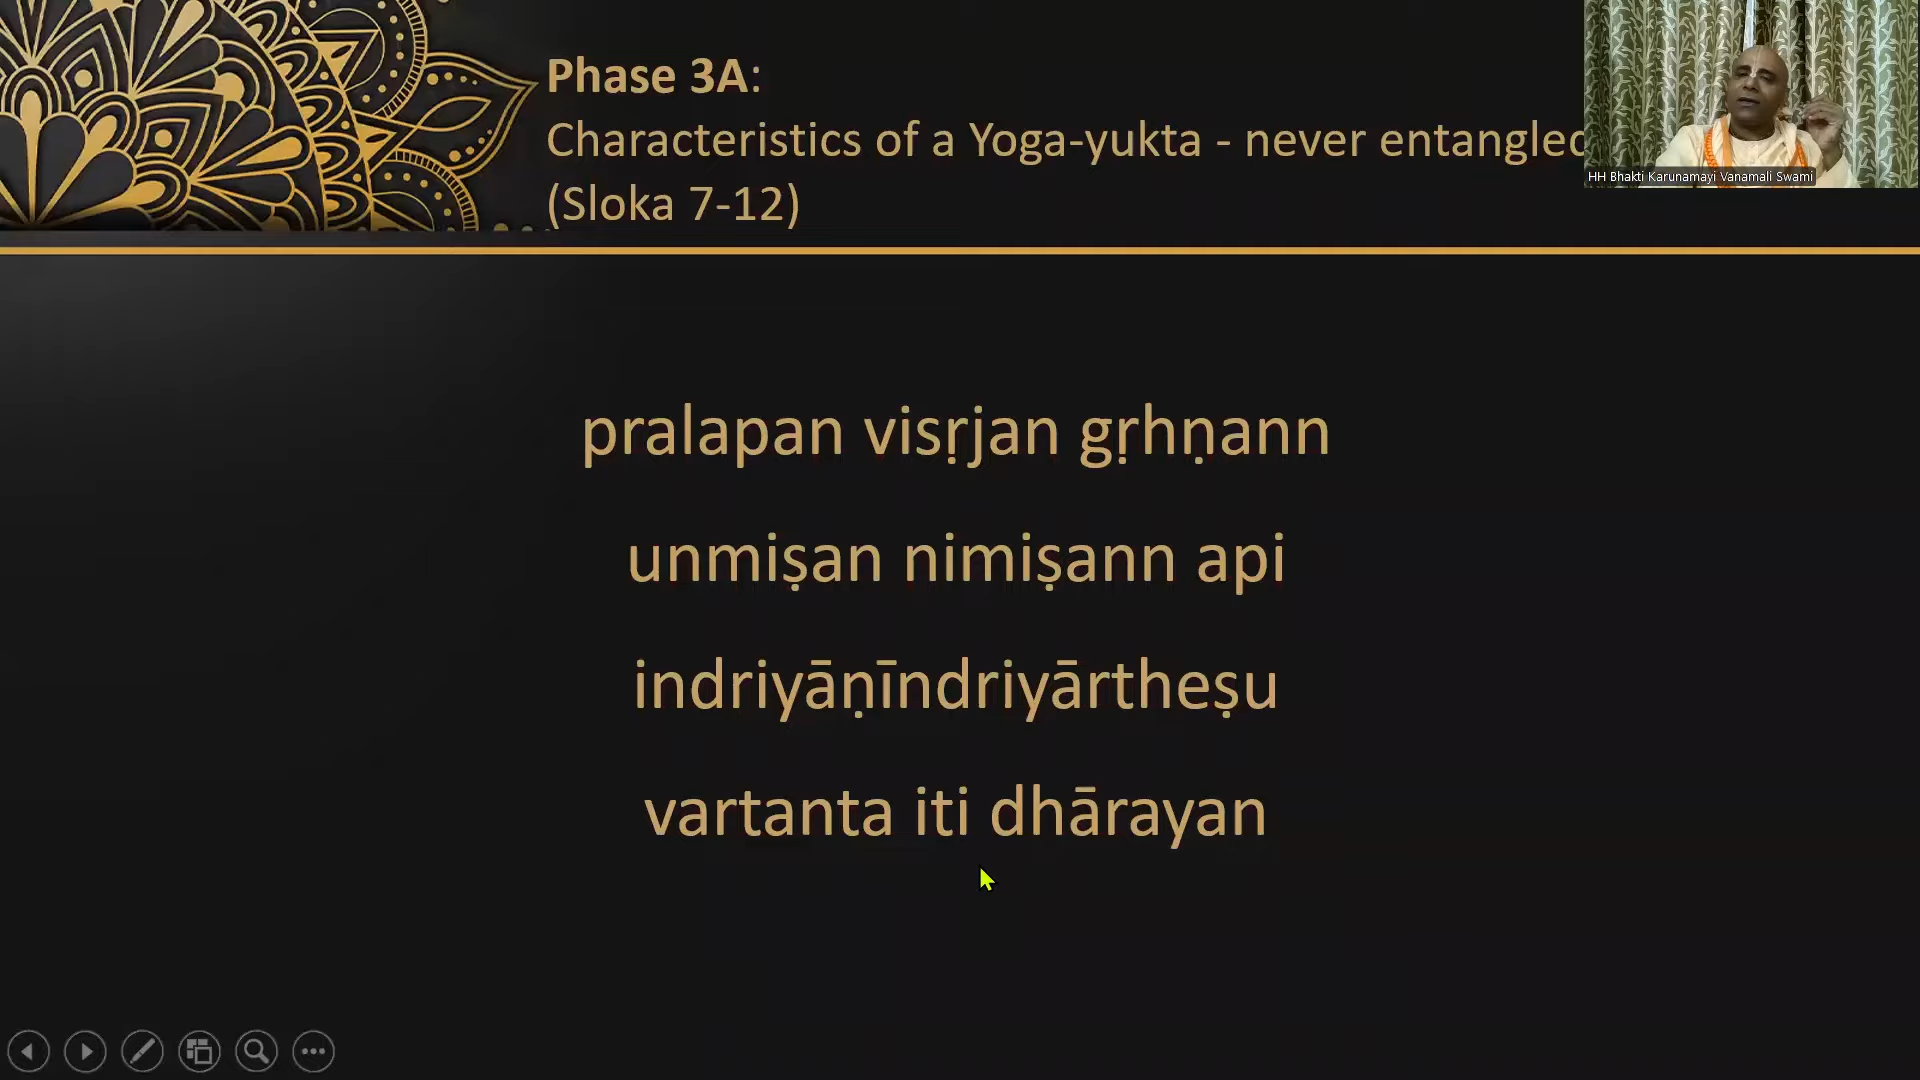 Phase 3A:
Characteristics of a Yoga-yukta - never entangled
(Sloka 7-12)
HH Bhakti Karunamayi Vanamali Swami
pralapan visṛjan gṛhṇann
unmiṣan nimiṣann api
indriyāṇīndriyārtheṣu
vartanta iti dhārayan